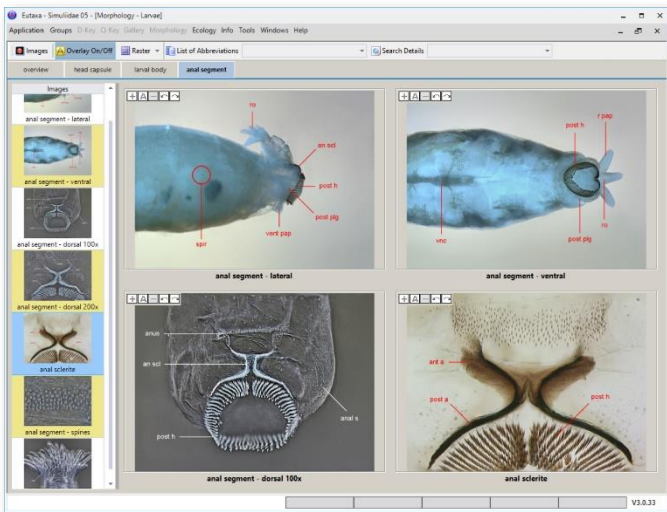 Eutaxa - Simuliidae 05 - [Morphology - Larvae]
Application Groups D-Key Q-Key Gallery Morphology Ecology Info Tools Windows Help
Images Overlay On/Off Raster List of Abbreviations Search Details
overview head capsule larval body anal segment
Images
anal segment - lateral
anal segment - ventral
anal segment - dorsal 100x
anal segment - dorsal 200x
anal sclerite
anal segment - spines
A
ro
an scl
post h
post plg
vent pap
spir
anal segment - lateral
A
r pap
post h
ro
post plg
vnc
anal segment - ventral
A
anus
an scl
anal s
post h
anal segment - dorsal 100x
A
ant a
post a
post h
anal sclerite
V3.0.33